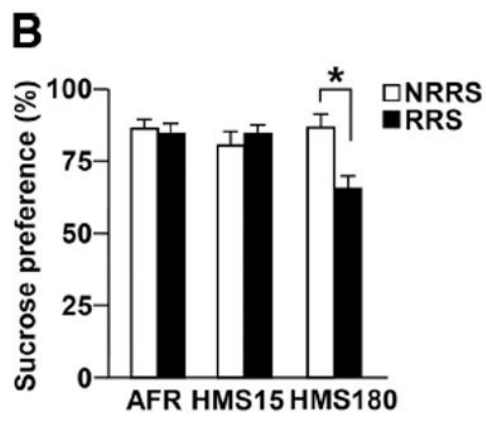 B
Sucrose preference (%)
100
75
50
25
0
*
NRRS
RRS
AFR HMS15 HMS180